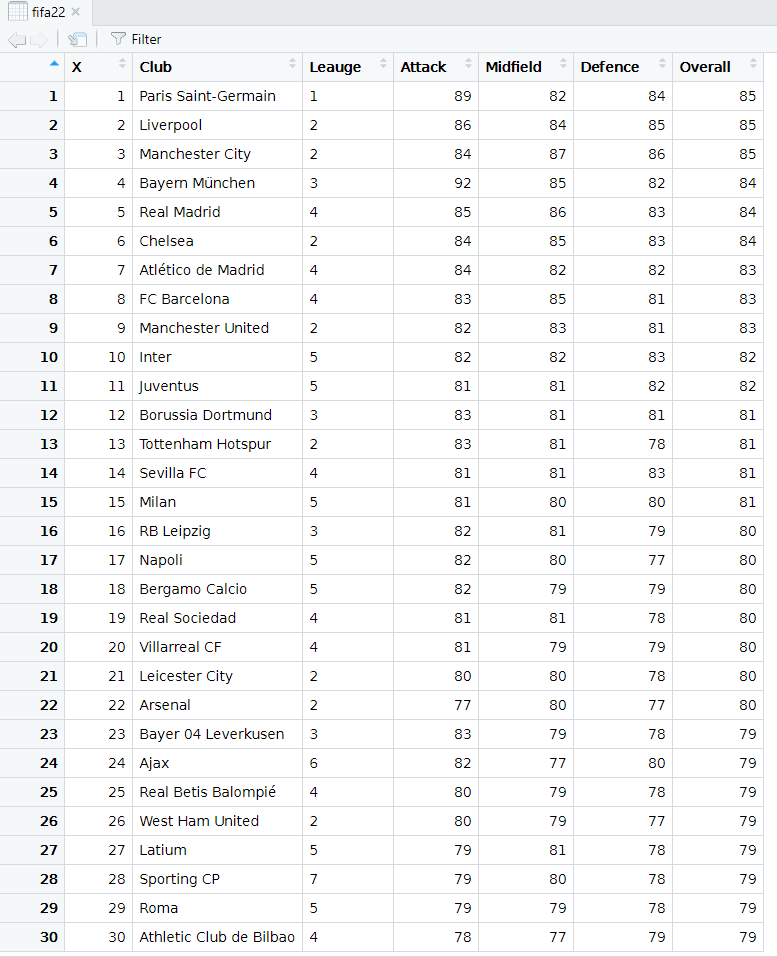 fifa22
Filter
X Club Leauge Attack Midfield Defence Overall
1 1 Paris Saint-Germain 1 89 82 84 85
2 2 Liverpool 2 86 84 85 85
3 3 Manchester City 2 84 87 86 85
4 4 Bayern München 3 92 85 82 84
5 5 Real Madrid 4 85 86 83 84
6 6 Chelsea 2 84 85 83 84
7 7 Atlético de Madrid 4 84 82 82 83
8 8 FC Barcelona 4 83 85 81 83
9 9 Manchester United 2 82 83 81 83
10 10 Inter 5 82 82 83 82
11 11 Juventus 5 81 81 82 82
12 12 Borussia Dortmund 3 83 81 81 81
13 13 Tottenham Hotspur 2 83 81 78 81
14 14 Sevilla FC 4 81 81 83 81
15 15 Milan 5 81 80 80 81
16 16 RB Leipzig 3 82 81 79 80
17 17 Napoli 5 82 80 77 80
18 18 Bergamo Calcio 5 82 79 79 80
19 19 Real Sociedad 4 81 81 78 80
20 20 Villarreal CF 4 81 79 79 80
21 21 Leicester City 2 80 80 78 80
22 22 Arsenal 2 77 80 77 80
23 23 Bayer 04 Leverkusen 3 83 79 78 79
24 24 Ajax 6 82 77 80 79
25 25 Real Betis Balompié 4 80 79 78 79
26 26 West Ham United 2 80 79 77 79
27 27 Latium 5 79 81 78 79
28 28 Sporting CP 7 79 80 78 79
29 29 Roma 5 79 79 78 79
30 30 Athletic Club de Bilbao 4 78 77 79 79